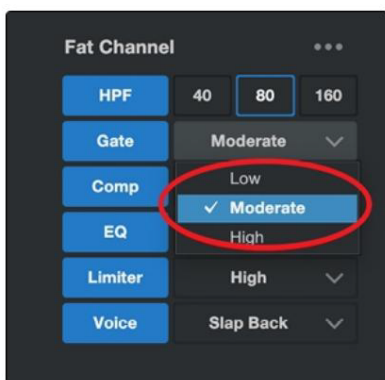 Fat Channel
HPF 40 80 160
Gate Moderate
Comp Low
Moderate
EQ High
Limiter High
Voice Slap Back